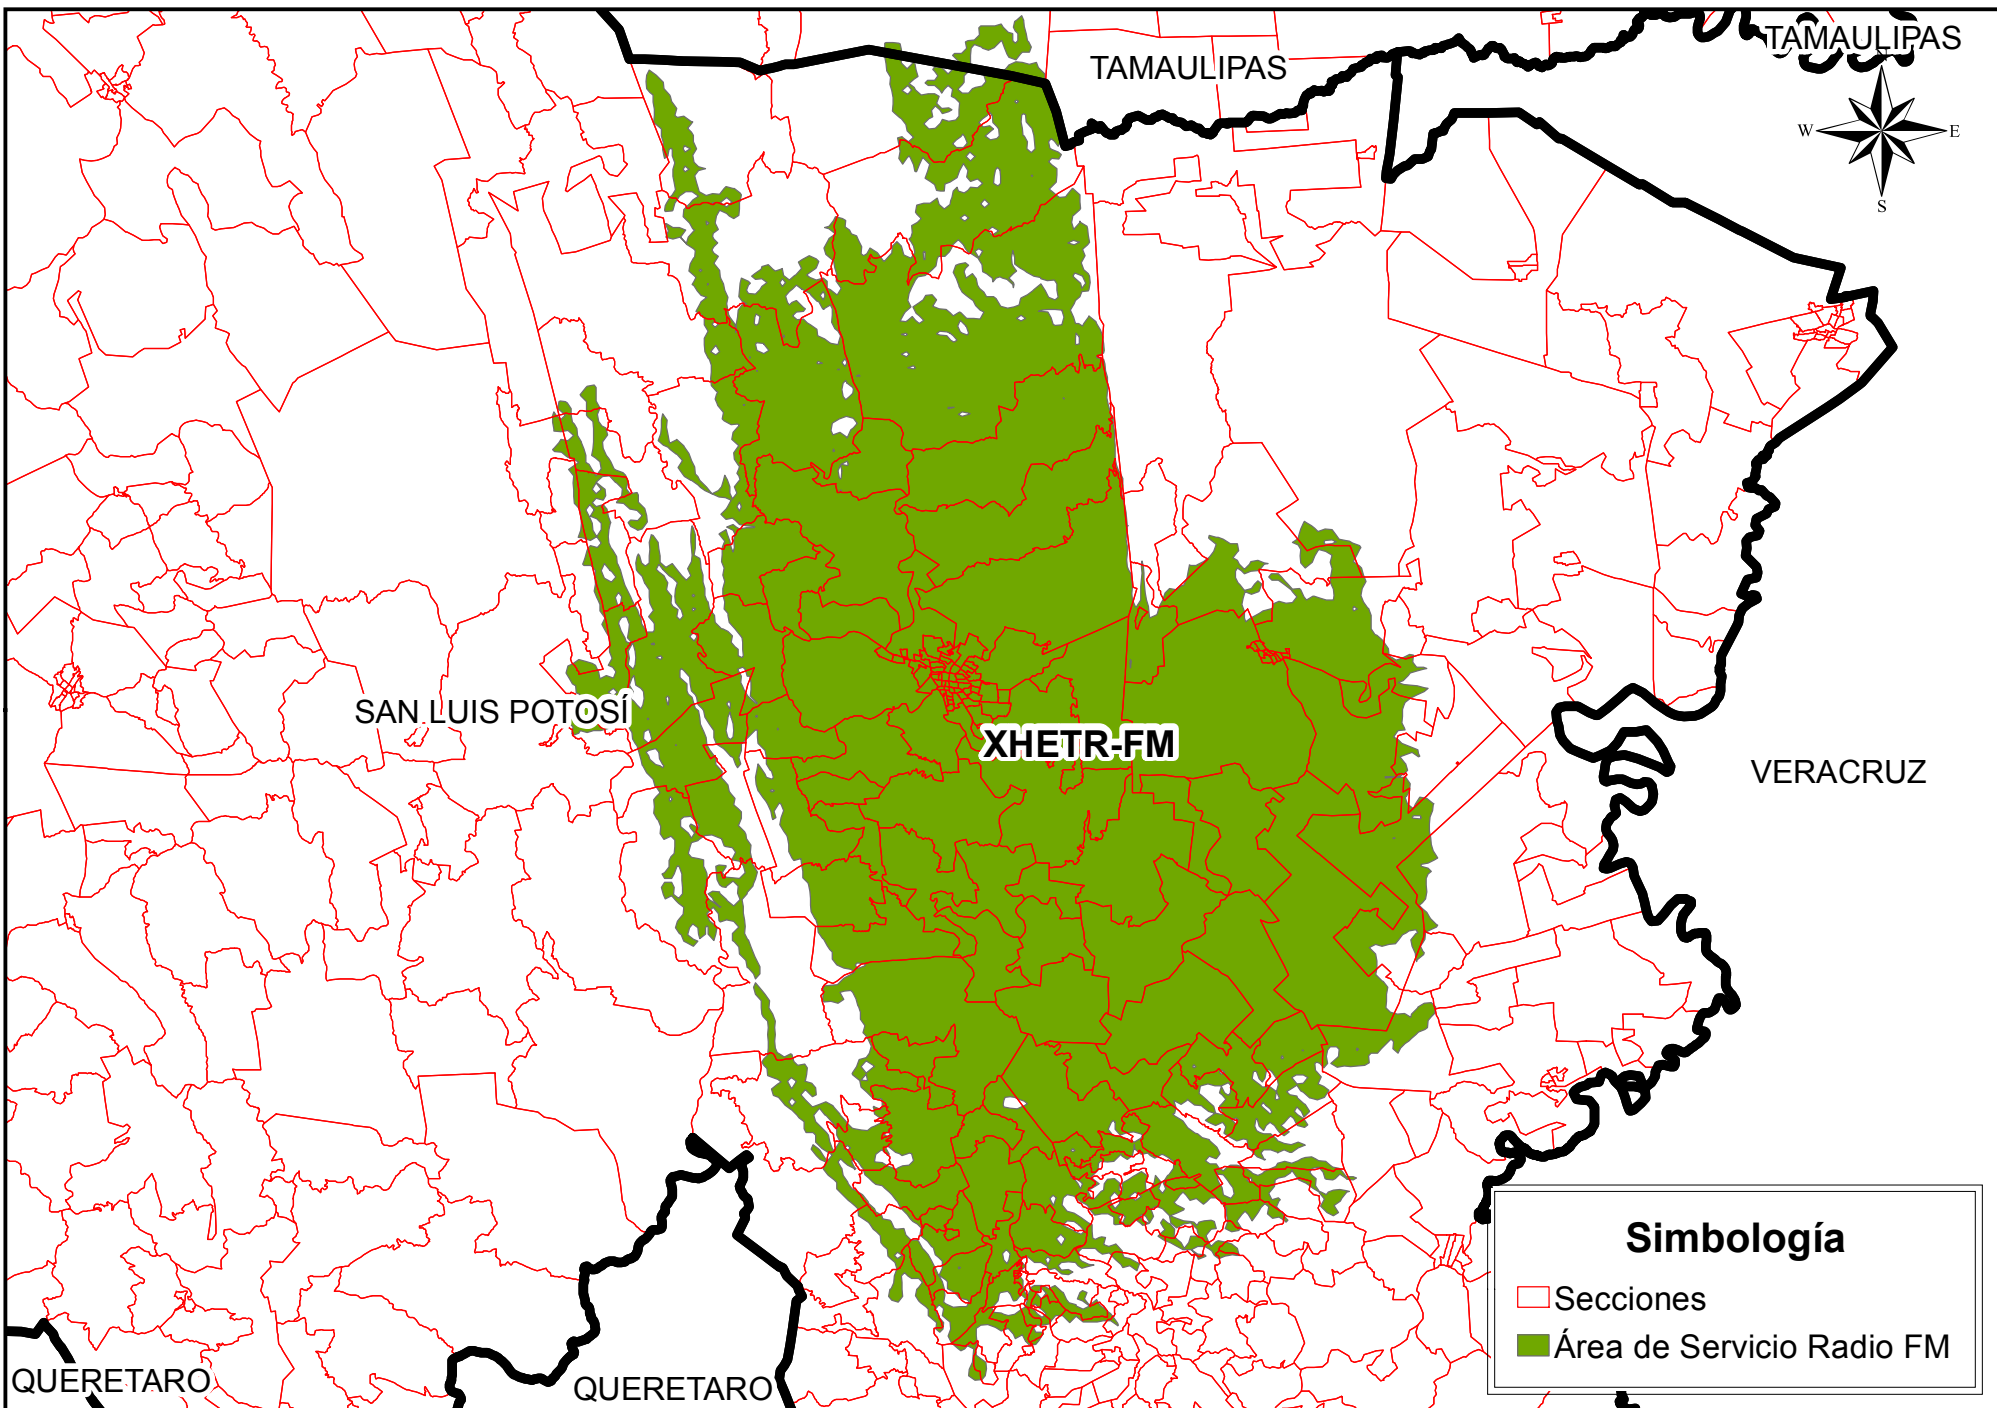 TAMAULIPAS
TAMAULIPAS
N
W
E
S
SAN LUIS POTOSÍ
XHETR-FM
VERACRUZ
Simbología
Secciones
Área de Servicio Radio FM
QUERETARO
QUERETARO